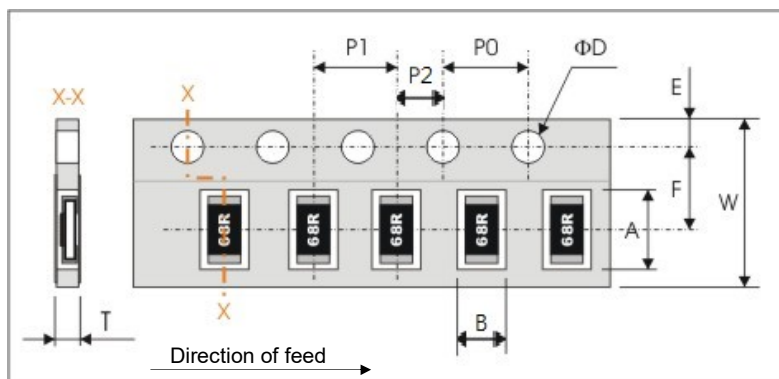 P1
P0
ΦD
P2
E
X-X
X
F
W
A
68R
68R
68R
68R
68R
X
B
T
Direction of feed